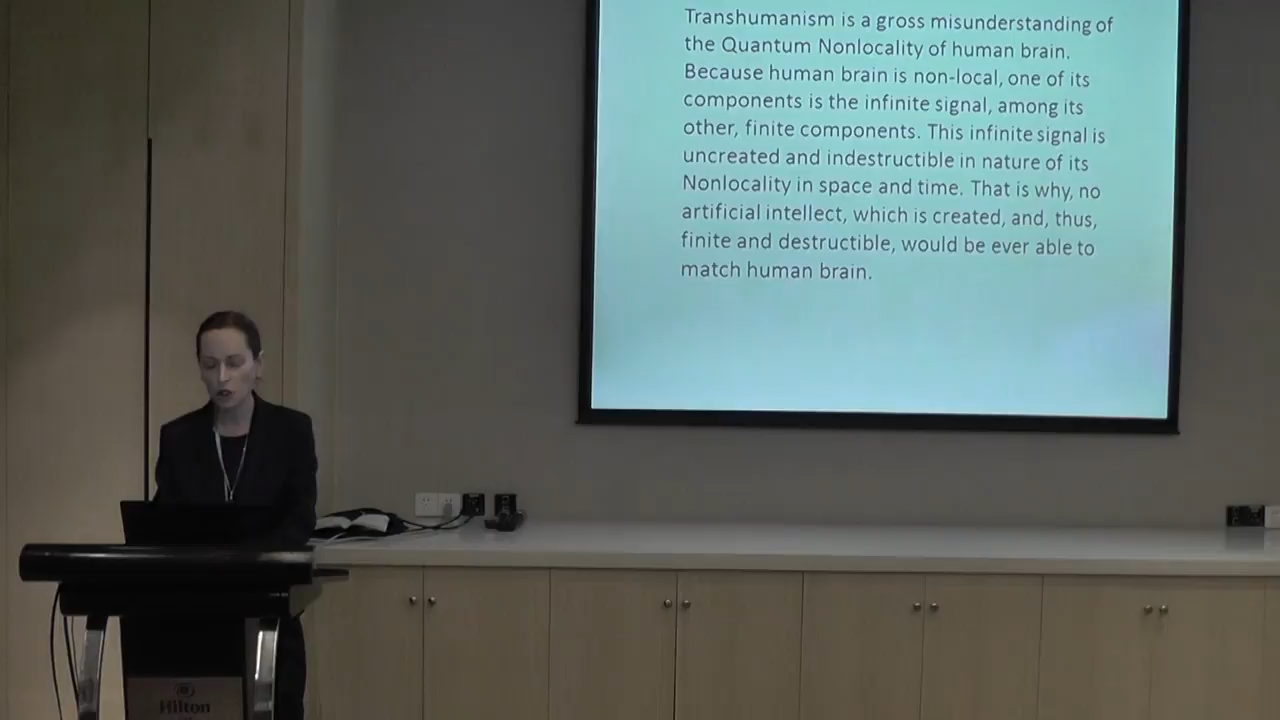 Transhumanism is a gross misunderstanding of
the Quantum Nonlocality of human brain.
Because human brain is non-local, one of its
components is the infinite signal, among its
other, finite components. This infinite signal is
uncreated and indestructible in nature of its
Nonlocality in space and time. That is why, no
artificial intellect, which is created, and, thus,
finite and destructible, would be ever able to
match human brain.
Hilton